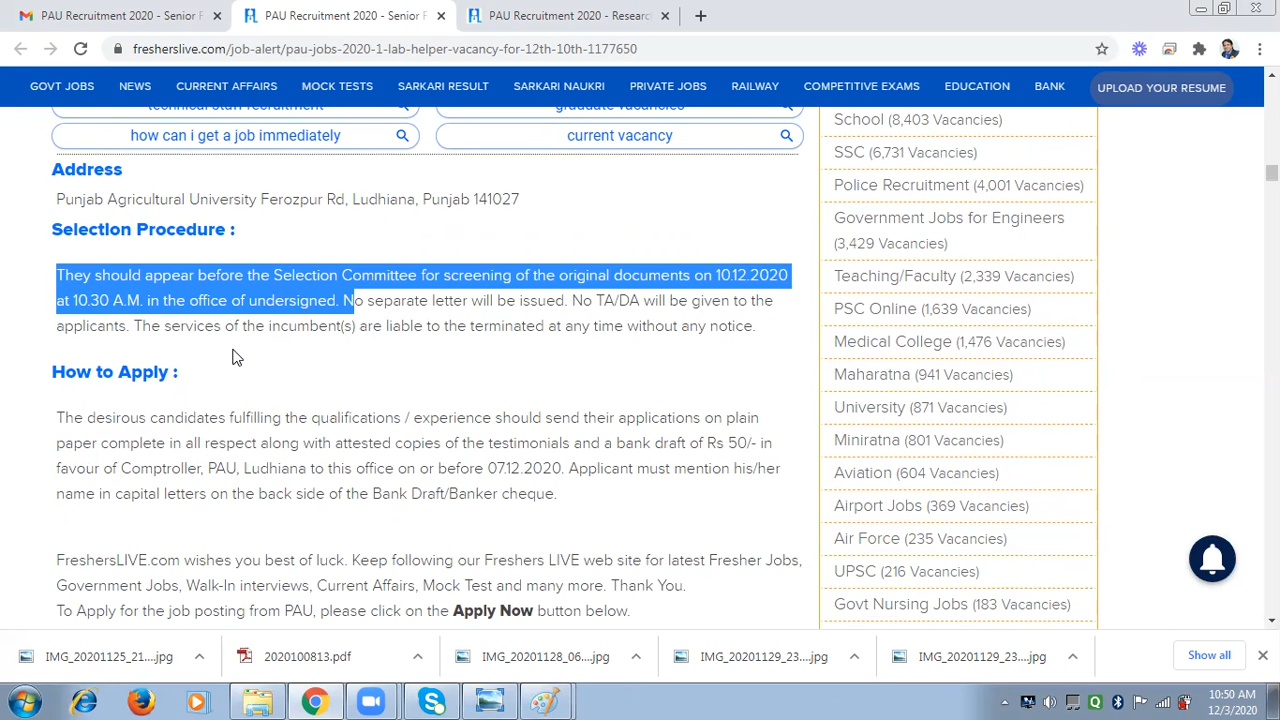 PAU Recruitment 2020 - Senior F
PAU Recruitment 2020 - Senior F
PAU Recruitment 2020 - Research
fresherslive.com/job-alert/pau-jobs-2020-1-lab-helper-vacancy-for-12th-10th-1177650
GOVT JOBS NEWS CURRENT AFFAIRS MOCK TESTS SARKARI RESULT SARKARI NAUKRI PRIVATE JOBS RAILWAY COMPETITIVE EXAMS EDUCATION BANK UPLOAD YOUR RESUME
technical staff recruitment
graduate vacancies
how can i get a job immediately
current vacancy
Address
Punjab Agricultural University Ferozpur Rd, Ludhiana, Punjab 141027
Selection Procedure :
They should appear before the Selection Committee for screening of the original documents on 10.12.2020
at 10.30 A.M. in the office of undersigned. No separate letter will be issued. No TA/DA will be given to the
applicants. The services of the incumbent(s) are liable to the terminated at any time without any notice.
How to Apply :
The desirous candidates fulfilling the qualifications / experience should send their applications on plain
paper complete in all respect along with attested copies of the testimonials and a bank draft of Rs 50/- in
favour of Comptroller, PAU, Ludhiana to this office on or before 07.12.2020. Applicant must mention his/her
name in capital letters on the back side of the Bank Draft/Banker cheque.
FreshersLIVE.com wishes you best of luck. Keep following our Freshers LIVE web site for latest Fresher Jobs,
Government Jobs, Walk-In interviews, Current Affairs, Mock Test and many more. Thank You.
To Apply for the job posting from PAU, please click on the Apply Now button below.
School (8,403 Vacancies)
SSC (6,731 Vacancies)
Police Recruitment (4,001 Vacancies)
Government Jobs for Engineers
(3,429 Vacancies)
Teaching/Faculty (2,339 Vacancies)
PSC Online (1,639 Vacancies)
Medical College (1,476 Vacancies)
Maharatna (941 Vacancies)
University (871 Vacancies)
Miniratna (801 Vacancies)
Aviation (604 Vacancies)
Airport Jobs (369 Vacancies)
Air Force (235 Vacancies)
UPSC (216 Vacancies)
Govt Nursing Jobs (183 Vacancies)
IMG_20201125_21....jpg
2020100813.pdf
IMG_20201128_06....jpg
IMG_20201129_23....jpg
IMG_20201129_23....jpg
Show all
10:50 AM
12/3/2020